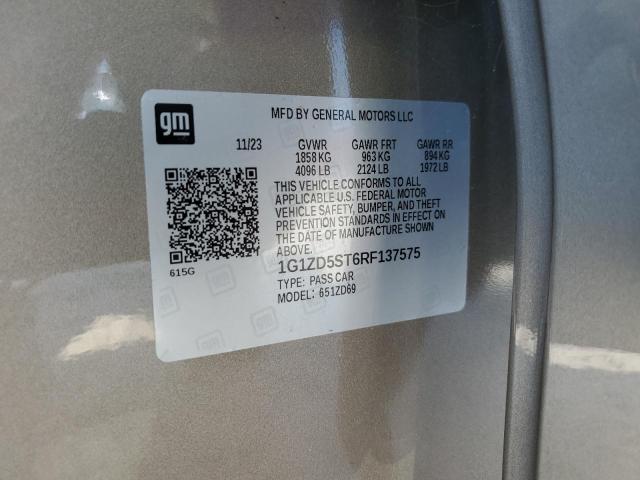 gm
MFD BY GENERAL MOTORS LLC
11/23 GVWR GAWR FRT GAWR RR
1858 KG 963 KG 894 KG
4096 LB 2124 LB 1972 LB
THIS VEHICLE CONFORMS TO ALL
APPLICABLE U.S. FEDERAL MOTOR
VEHICLE SAFETY, BUMPER, AND THEFT
PREVENTION STANDARDS IN EFFECT ON
THE DATE OF MANUFACTURE SHOWN
ABOVE.
615G
1G1ZD5ST6RF137575
TYPE: PASS CAR
MODEL: 651ZD69